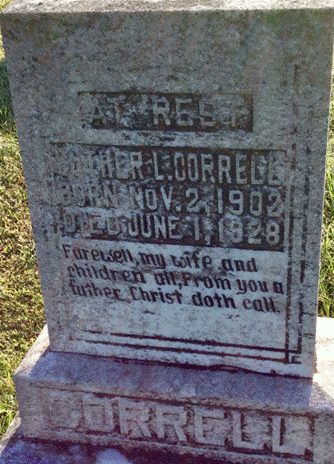 AT REST
LUTHER L. CORRELL
BORN NOV. 2, 1902
DIED JUNE 1, 1928
Farewell, my wife and
children all, From you a
father Christ doth call.
CORRELL